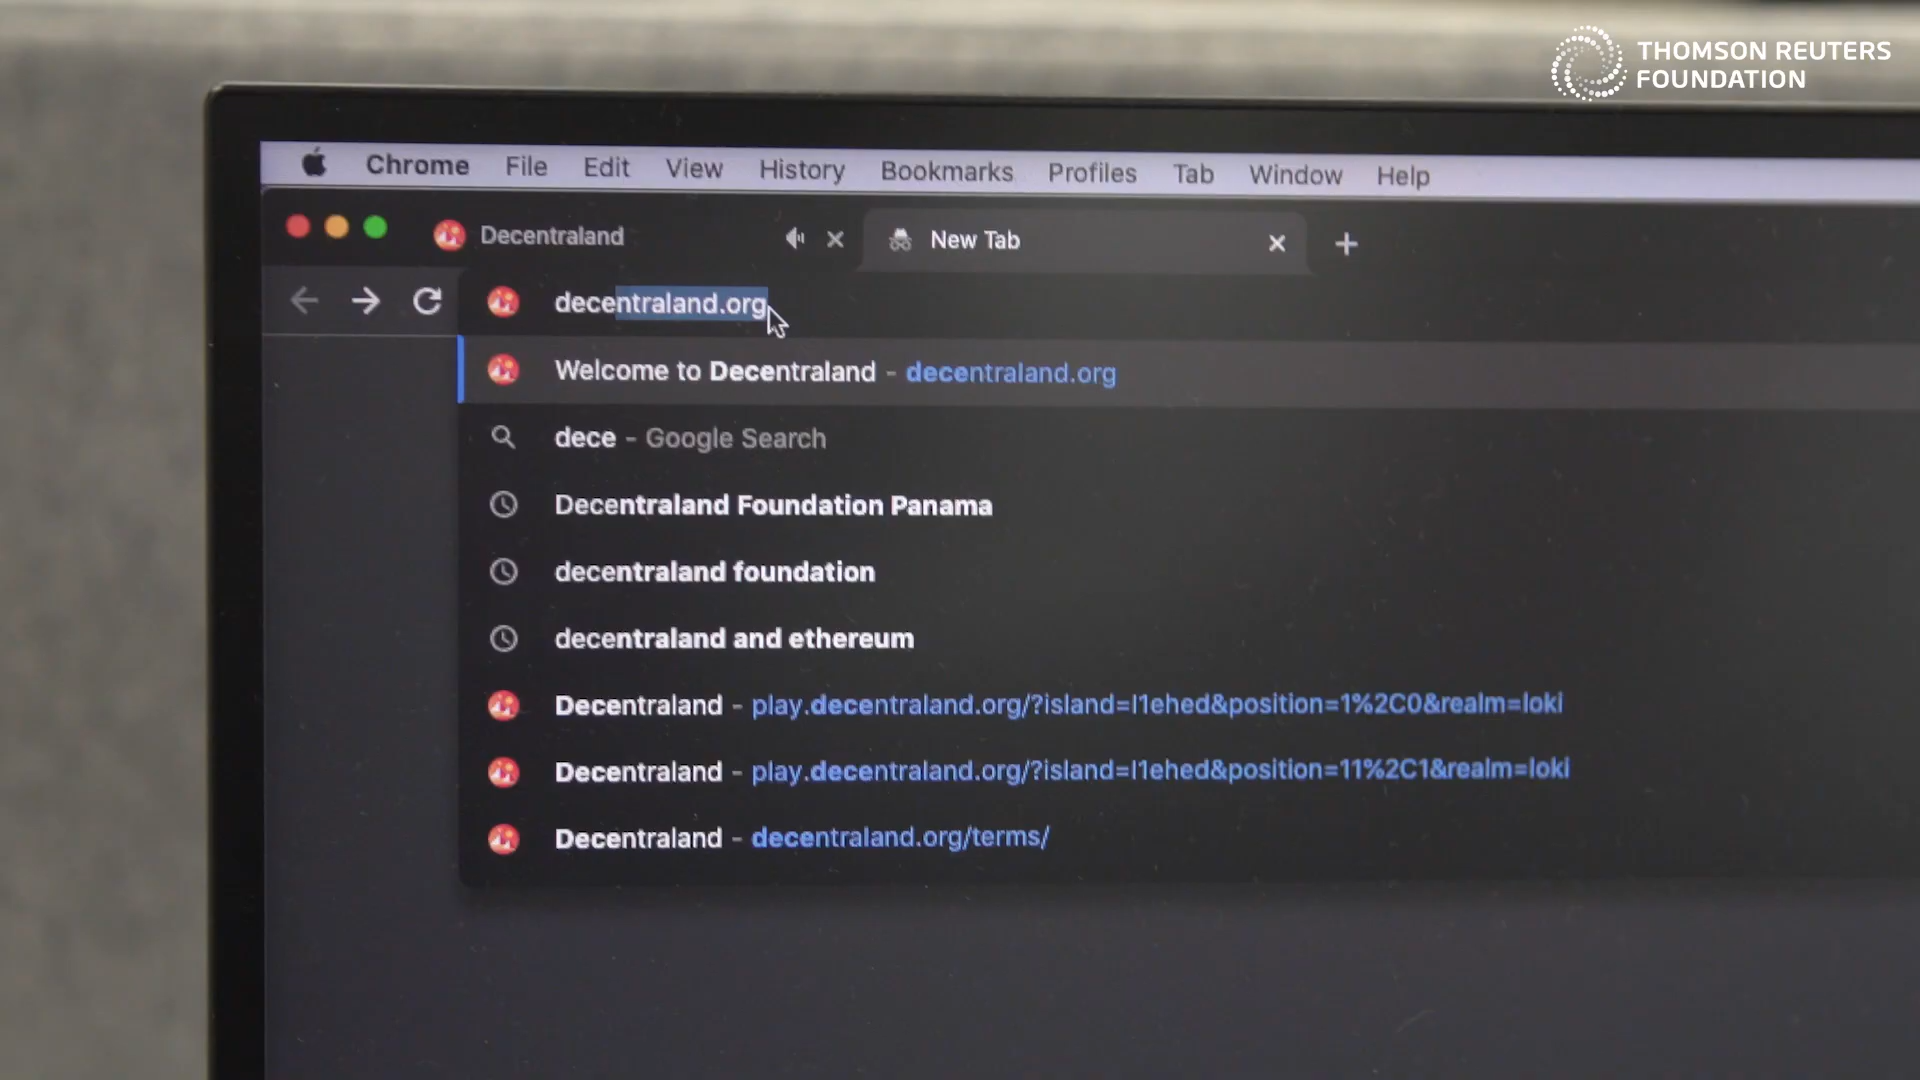 THOMSON REUTERS
FOUNDATION
Chrome File Edit View History Bookmarks Profiles Tab Window Help
Decentraland
New Tab
decentraland.org
Welcome to Decentraland - decentraland.org
dece - Google Search
Decentraland Foundation Panama
decentraland foundation
decentraland and ethereum
Decentraland - play.decentraland.org/?island=I1ehed&position=1%2C0&realm=loki
Decentraland - play.decentraland.org/?island=I1ehed&position=11%2C1&realm=loki
Decentraland - decentraland.org/terms/